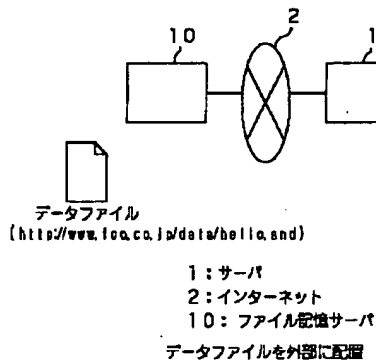 10
2
1
データファイル
(http://www.foo.co.jp/data/hello.snd)
1：サーバ
2：インターネット
10：ファイル記憶サーバ
データファイルを外部に配置